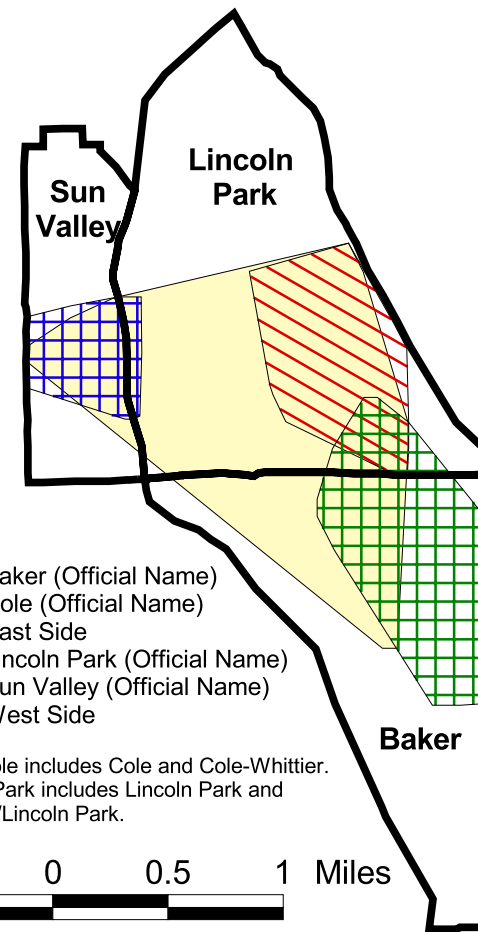 Lincoln
Park
Sun
Valley
aker (Official Name)
ole (Official Name)
ast Side
incoln Park (Official Name)
un Valley (Official Name)
Vest Side
Baker
ole includes Cole and Cole-Whittier.
Park includes Lincoln Park and
/Lincoln Park.
0 0.5 1 Miles